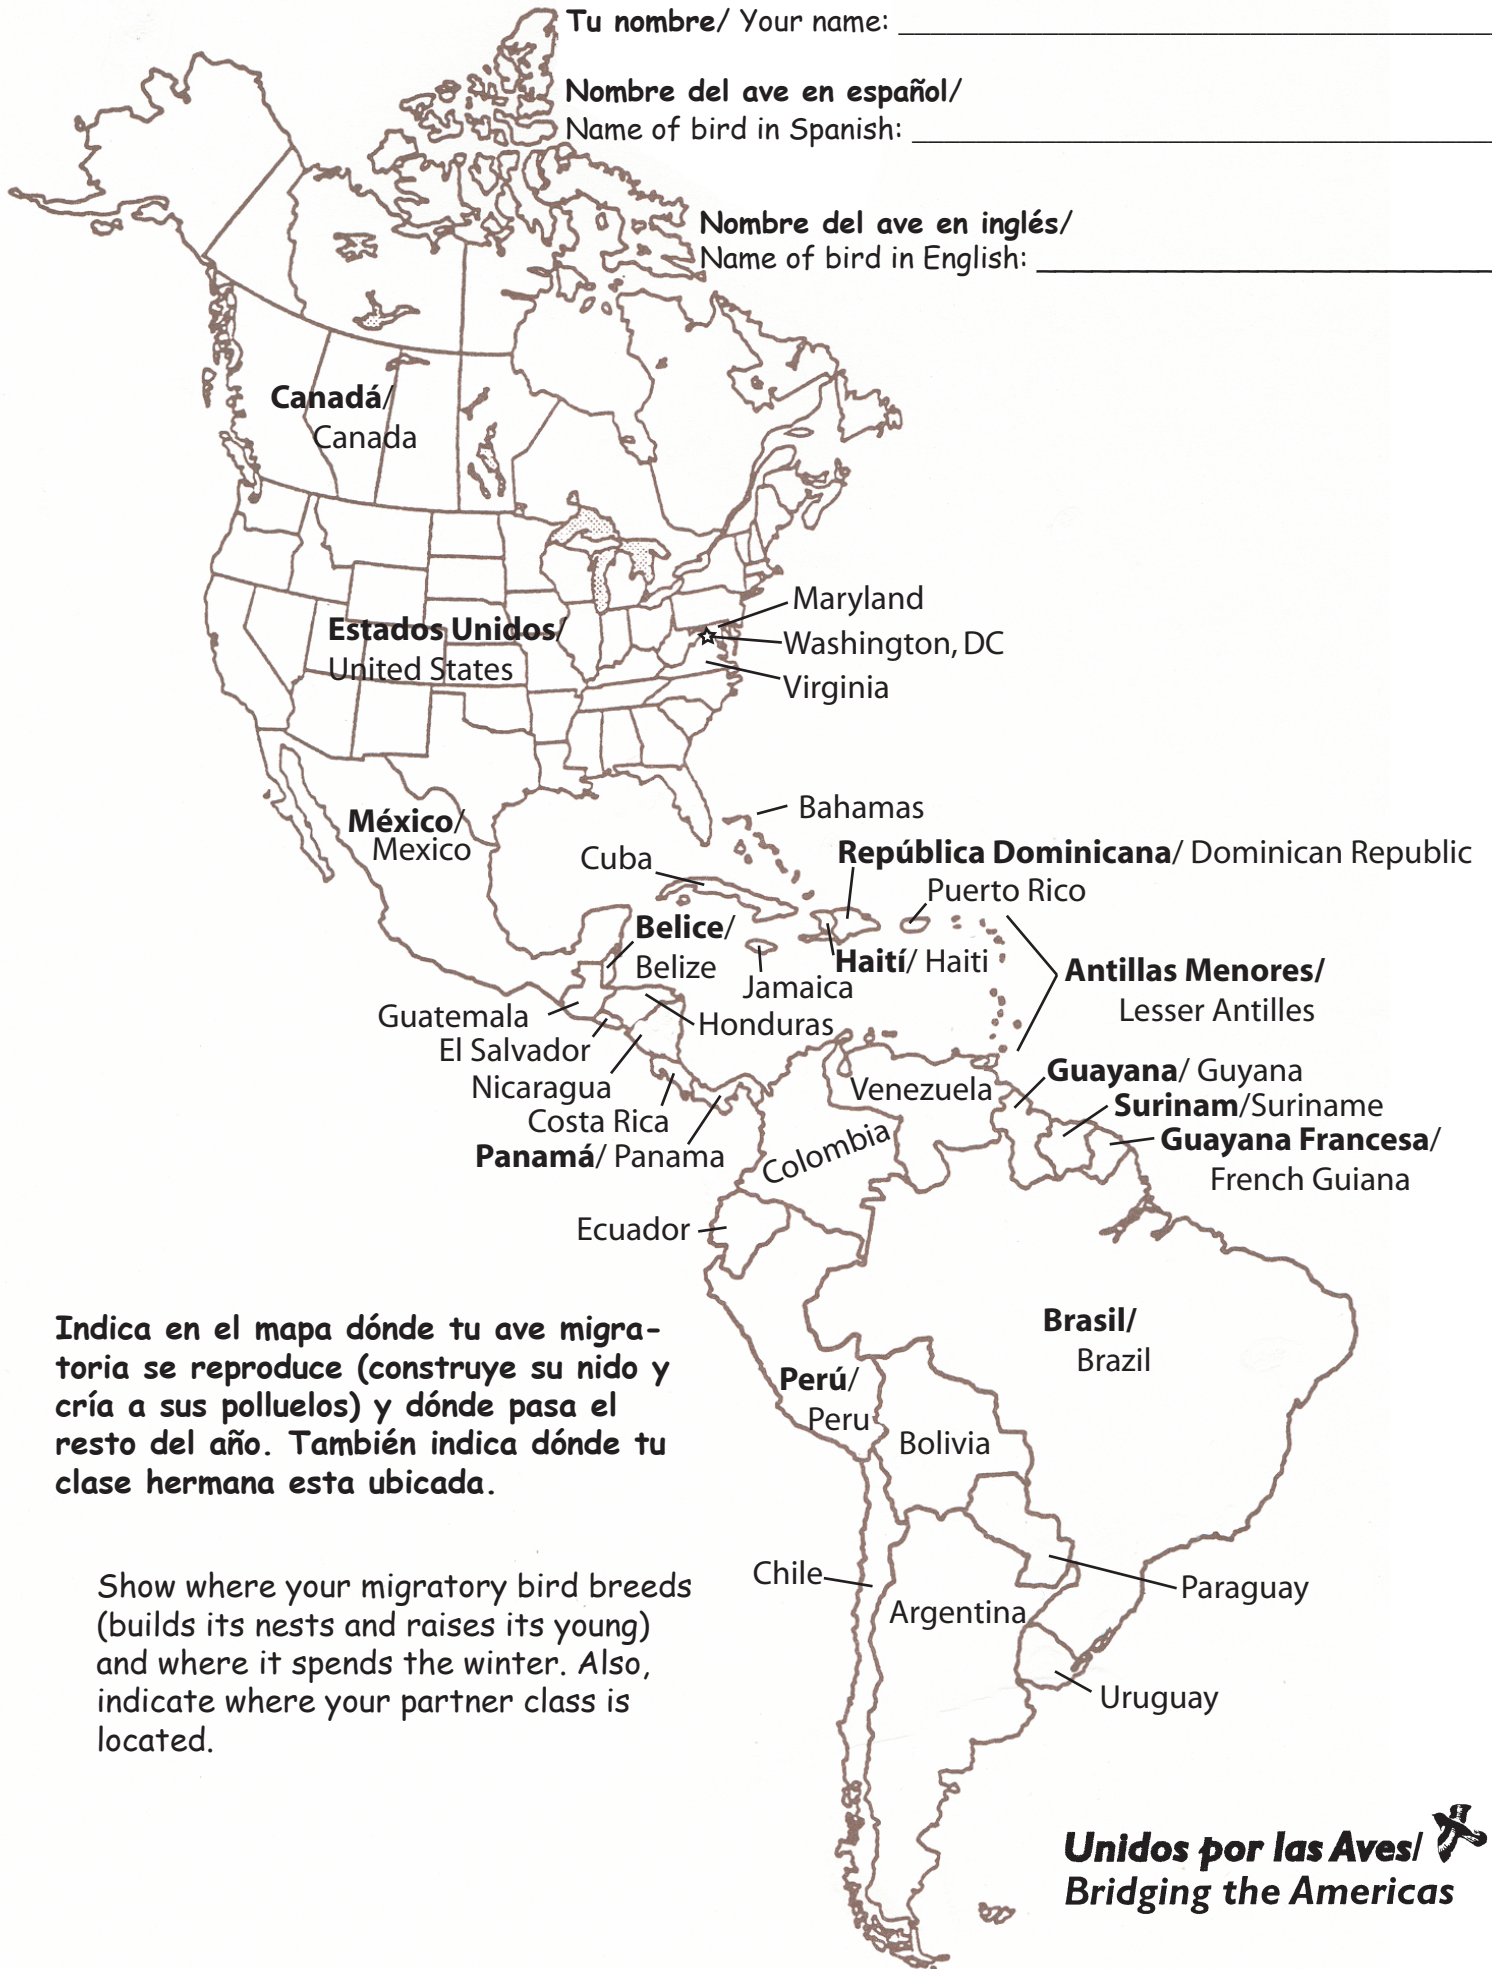 Tu nombre/ Your name:
Nombre del ave en español/
Name of bird in Spanish:
Nombre del ave en inglés/
Name of bird in English:
Canadá/
Canada
Maryland
Washington, DC
Virginia
Estados Unidos/
United States
Bahamas
México/
Mexico
Cuba
República Dominicana/ Dominican Republic
Puerto Rico
Belice/
Belize
Haití/ Haiti
Jamaica
Antillas Menores/
Lesser Antilles
Guatemala
Honduras
El Salvador
Nicaragua
Costa Rica
Panamá/ Panama
Venezuela
Guayana/ Guyana
Surinam/Suriname
Guayana Francesa/
French Guiana
Colombia
Ecuador
Brasil/
Brazil
Perú/
Peru
Bolivia
Indica en el mapa dónde tu ave migra-
toria se reproduce (construye su nido y
cría a sus polluelos) y dónde pasa el
resto del año. También indica dónde tu
clase hermana esta ubicada.
Chile
Paraguay
Argentina
Uruguay
Show where your migratory bird breeds
(builds its nests and raises its young)
and where it spends the winter. Also,
indicate where your partner class is
located.
Unidos por las Aves/
Bridging the Americas